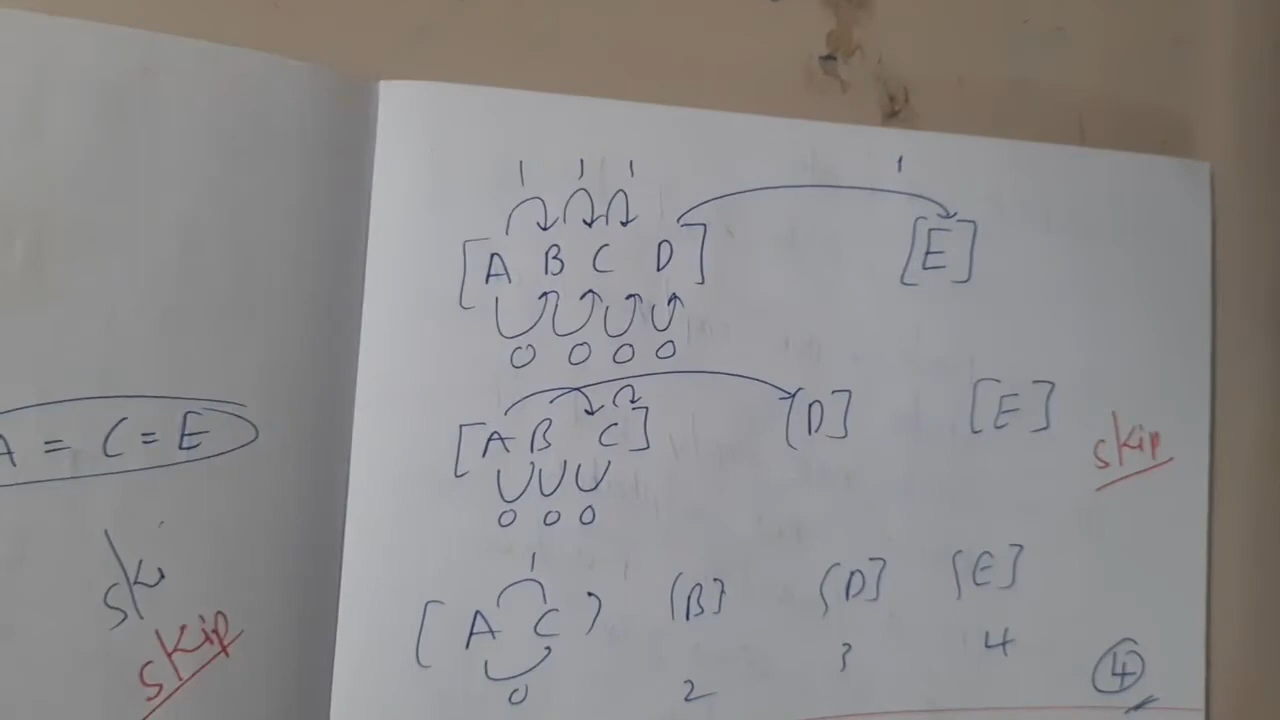 A = C = E
ski
skip
1 1 1 1
[A B C D] [E]
0 0 0 0
[A B C] [D] [E]
skip
0 0 0
1
[A C] [B] [D] [E]
0 2 3 4
4